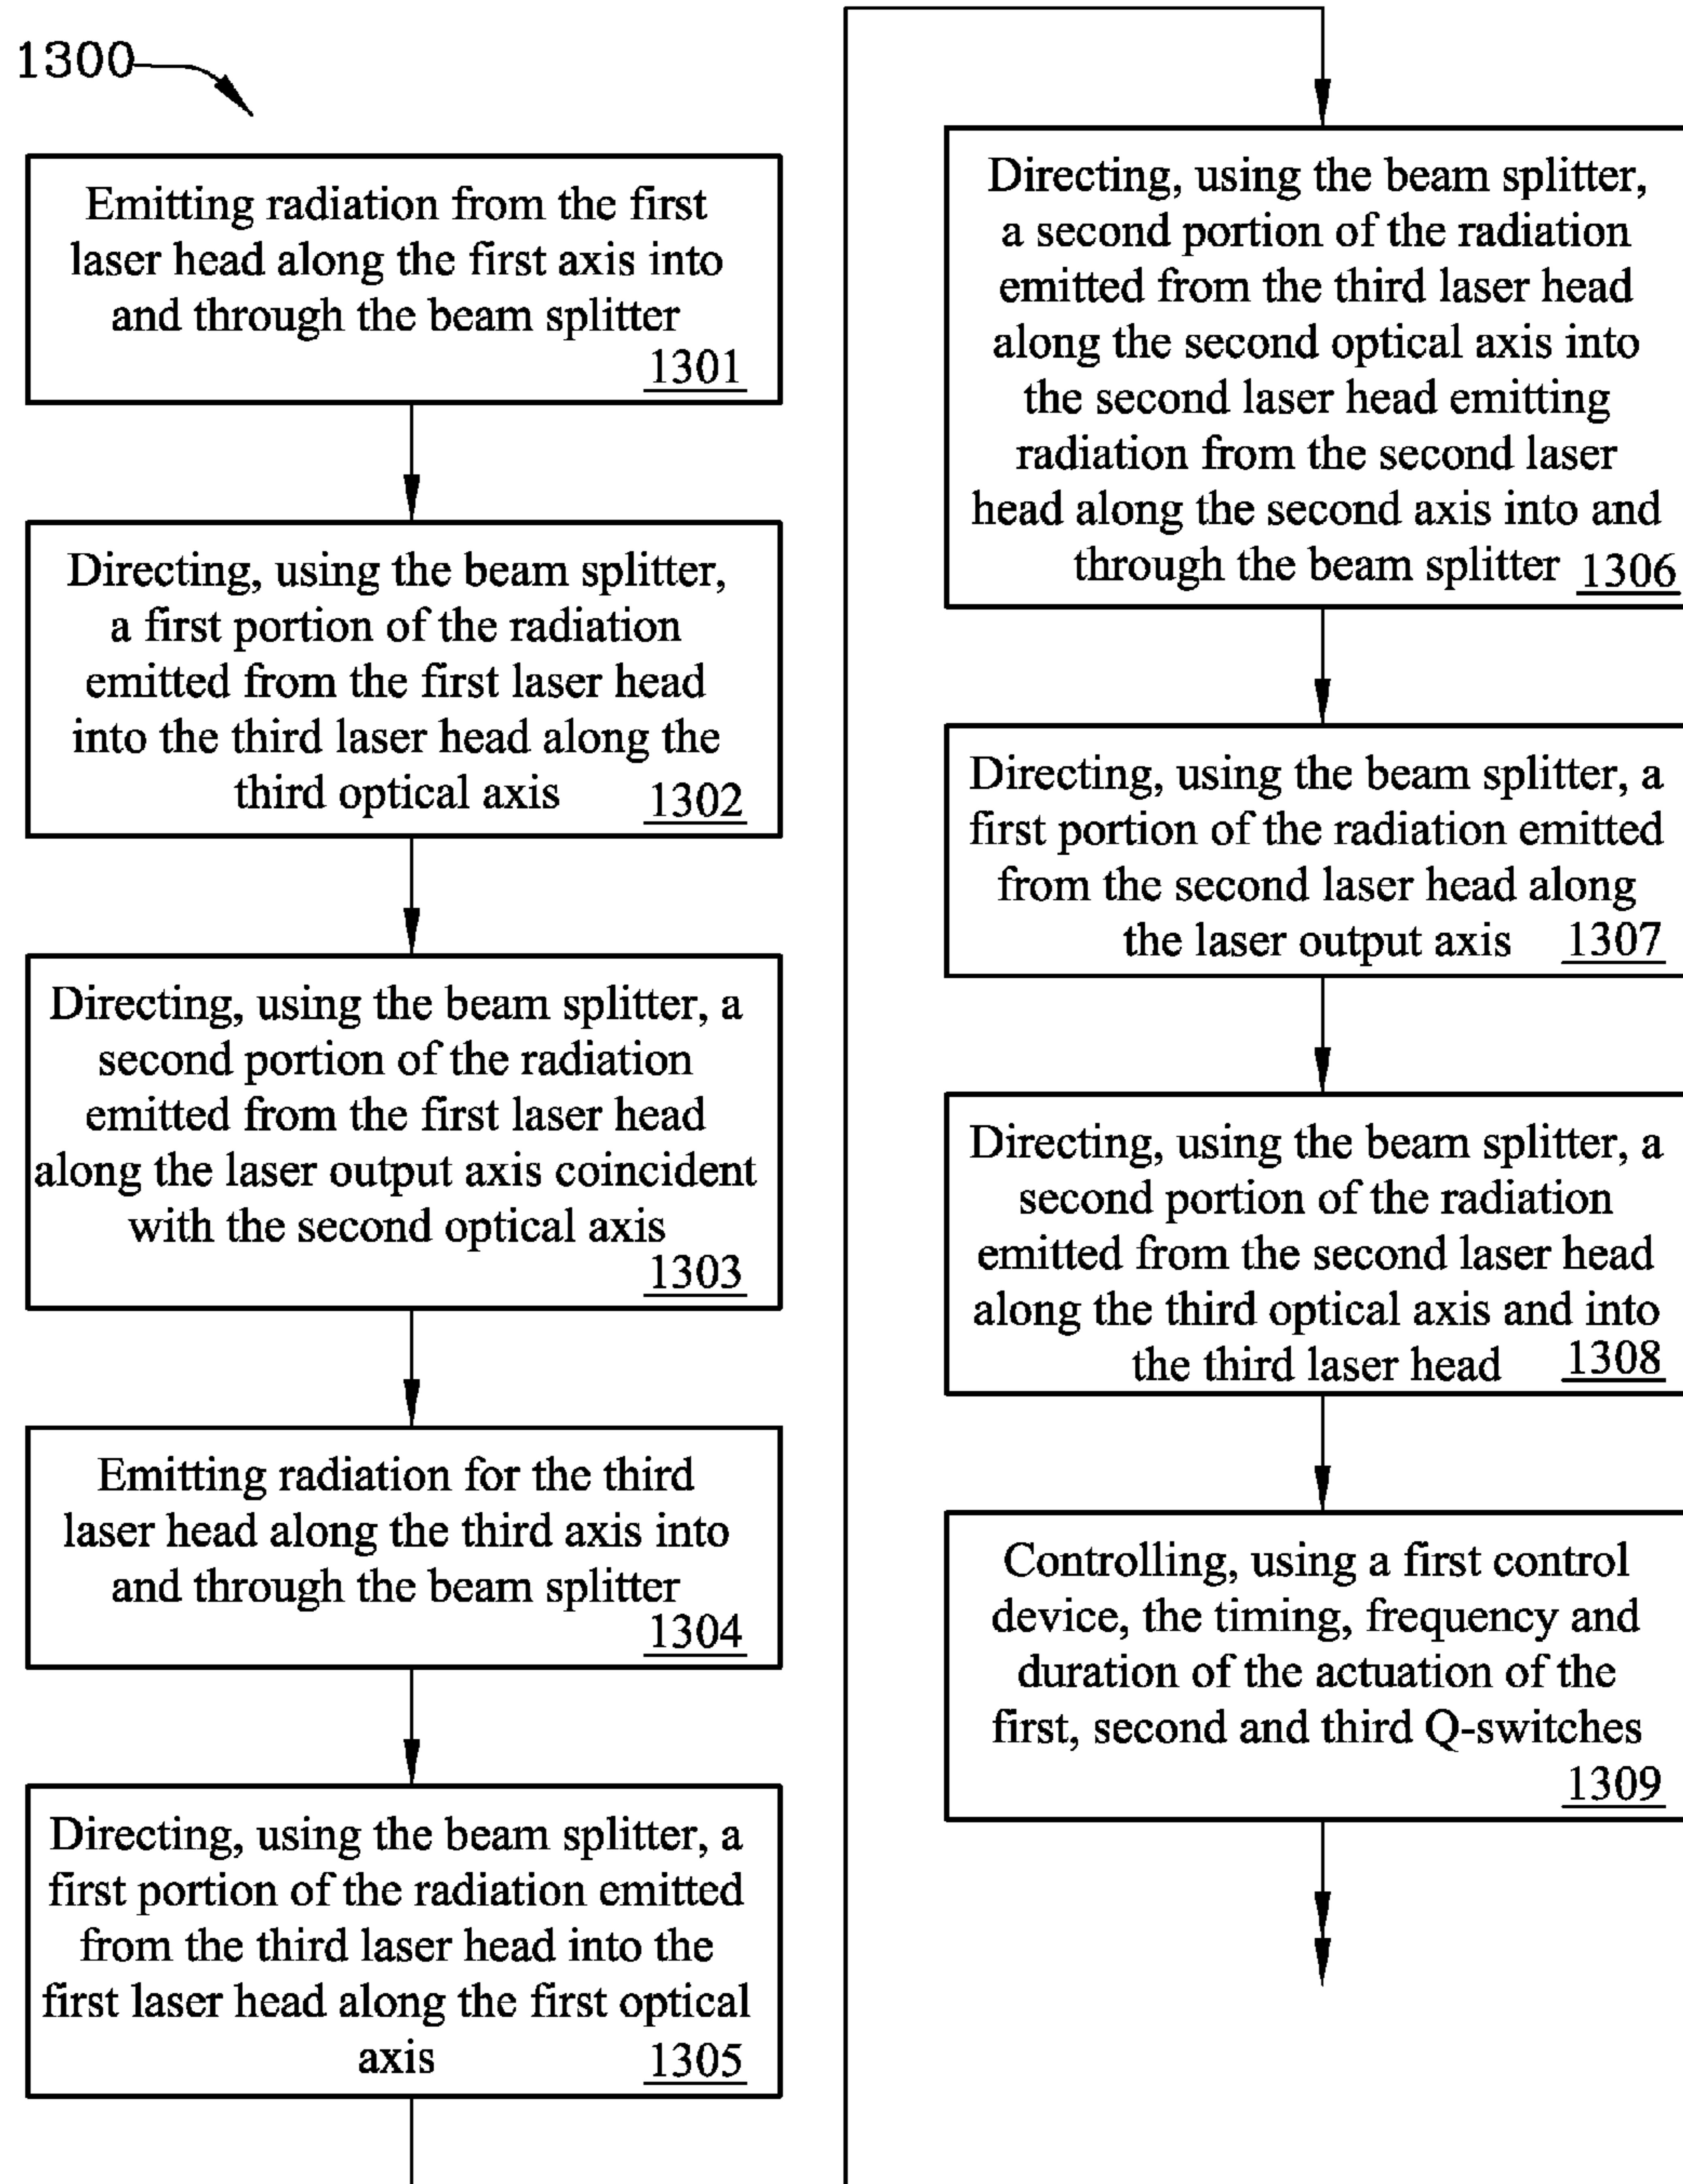 1300
Emitting radiation from the first
laser head along the first axis into
and through the beam splitter
1301
Directing, using the beam splitter,
a first portion of the radiation
emitted from the first laser head
into the third laser head along the
third optical axis 1302
Directing, using the beam splitter, a
second portion of the radiation
emitted from the first laser head
along the laser output axis coincident
with the second optical axis
1303
Emitting radiation for the third
laser head along the third axis into
and through the beam splitter
1304
Directing, using the beam splitter, a
first portion of the radiation emitted
from the third laser head into the
first laser head along the first optical
axis 1305
Directing, using the beam splitter,
a second portion of the radiation
emitted from the third laser head
along the second optical axis into
the second laser head emitting
radiation from the second laser
head along the second axis into and
through the beam splitter 1306
Directing, using the beam splitter, a
first portion of the radiation emitted
from the second laser head along
the laser output axis 1307
Directing, using the beam splitter, a
second portion of the radiation
emitted from the second laser head
along the third optical axis and into
the third laser head 1308
Controlling, using a first control
device, the timing, frequency and
duration of the actuation of the
first, second and third Q-switches
1309